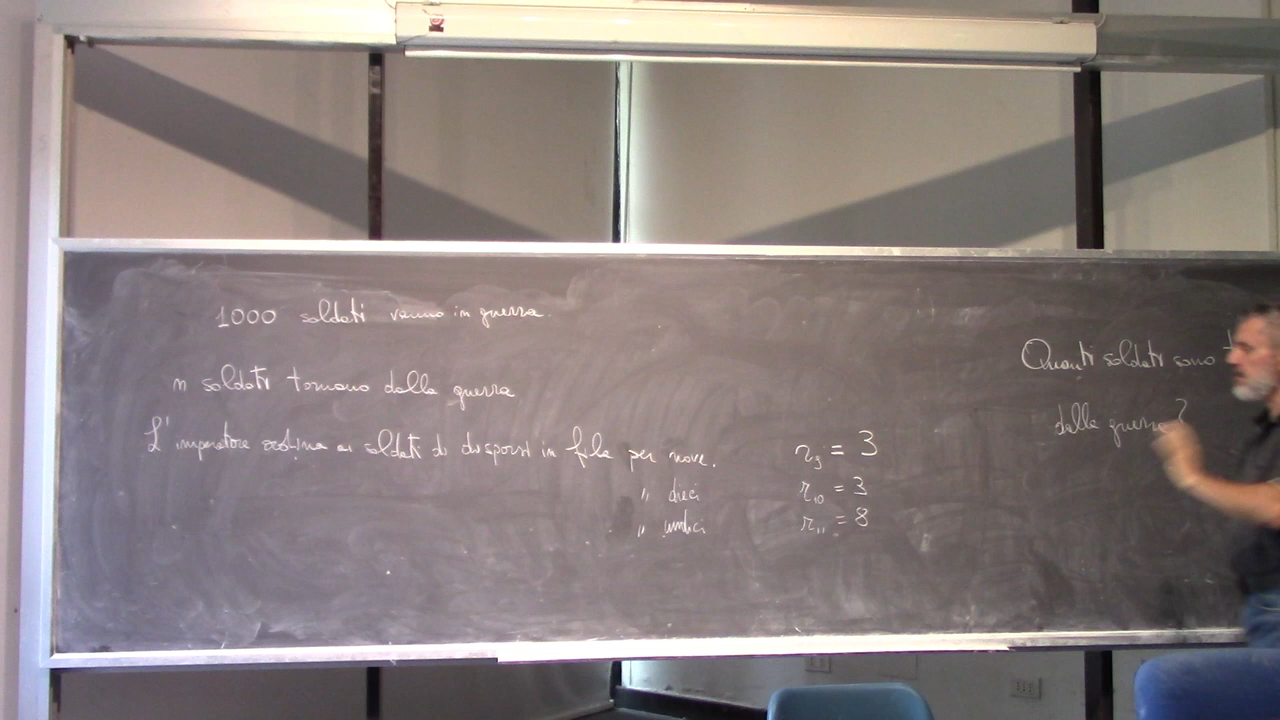 1000 soldati vanno in guerra.
n soldati tornano dalla guerra
L'imperatore ordina ai soldati di disporsi in fila per nove. r₉ = 3
" dieci r₁₀ = 3
" undici r₁₁ = 8
Quanti soldati sono t
dalla guerra?